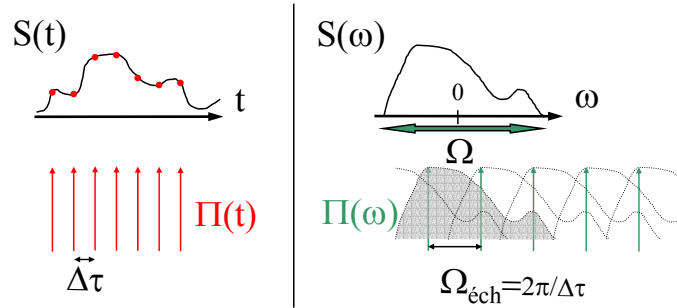 S(t)
t
Π(t)
Δτ
S(ω)
0
ω
Ω
Π(ω)
Ωéch=2π/Δτ